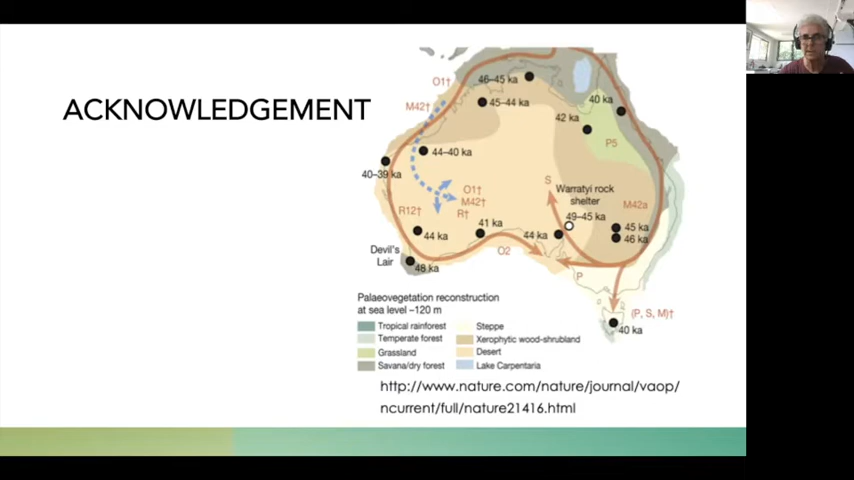 ACKNOWLEDGEMENT
O1†
46–45 ka
M42†
45–44 ka
40 ka
42 ka
P5
44–40 ka
40–39 ka
S
Warratyi rock
shelter
O1†
M42†
R†
R12†
49–45 ka
M42a
45 ka
46 ka
41 ka
44 ka
44 ka
Devil's
Lair
O2
48 ka
P
Palaeovegetation reconstruction
at sea level –120 m
(P, S, M)†
40 ka
Tropical rainforest
Temperate forest
Grassland
Savana/dry forest
Steppe
Xerophytic wood-shrubland
Desert
Lake Carpentaria
http://www.nature.com/nature/journal/vaop/
ncurrent/full/nature21416.html